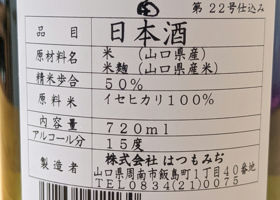 第22号仕込み
品目 日本酒
原材料名 米 (山口県産)
米麹 (山口県産米)
精米歩合 50%
原料米 イセヒカリ100%
内容量 720ml
アルコール分 15度
製造者 株式会社はつもみぢ
山口県周南市飯島町1丁目40番地
TEL0834(21)0075